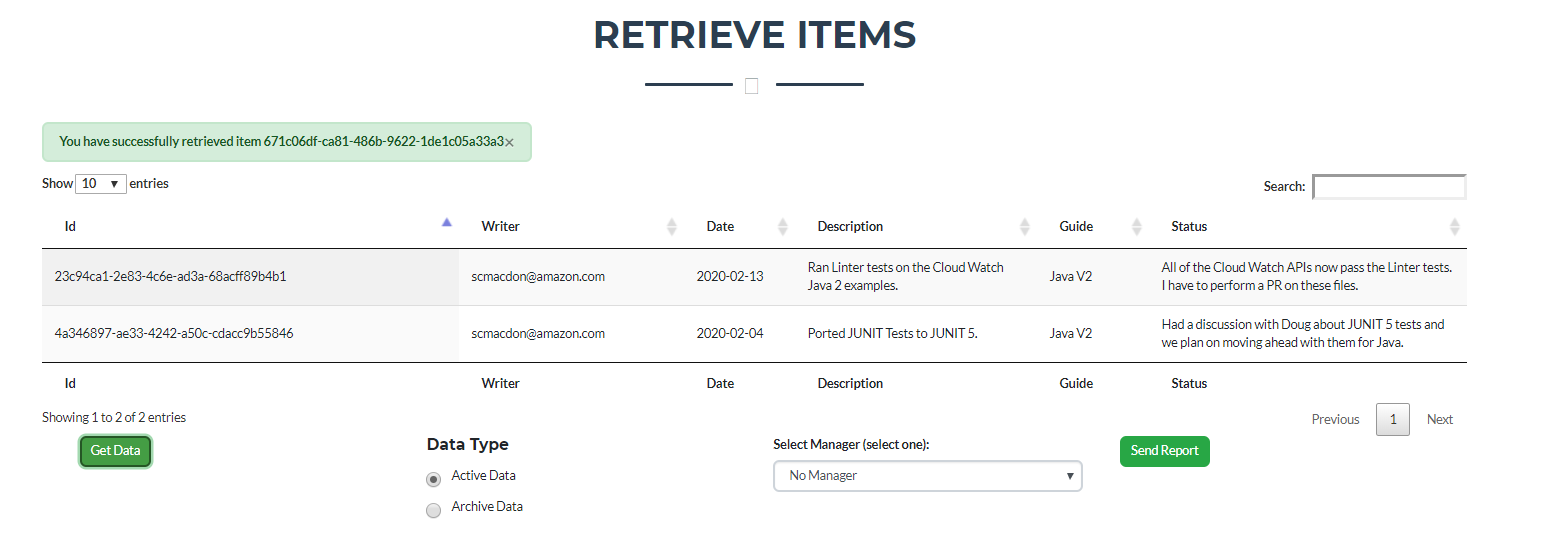 RETRIEVE ITEMS
You have successfully retrieved item 671c06df-ca81-486b-9622-1de1c05a33a3×
Show 10 entries
Search:
Id Writer Date Description Guide Status
23c94ca1-2e83-4c6e-ad3a-68acff89b4b1 scmacdon@amazon.com 2020-02-13 Ran Linter tests on the Cloud Watch Java 2 examples. Java V2 All of the Cloud Watch APIs now pass the Linter tests. I have to perform a PR on these files.
4a346897-ae33-4242-a50c-cdacc9b55846 scmacdon@amazon.com 2020-02-04 Ported JUNIT Tests to JUNIT 5. Java V2 Had a discussion with Doug about JUNIT 5 tests and we plan on moving ahead with them for Java.
Id Writer Date Description Guide Status
Showing 1 to 2 of 2 entries
Previous 1 Next
Get Data
Data Type
Active Data
Archive Data
Select Manager (select one):
No Manager
Send Report